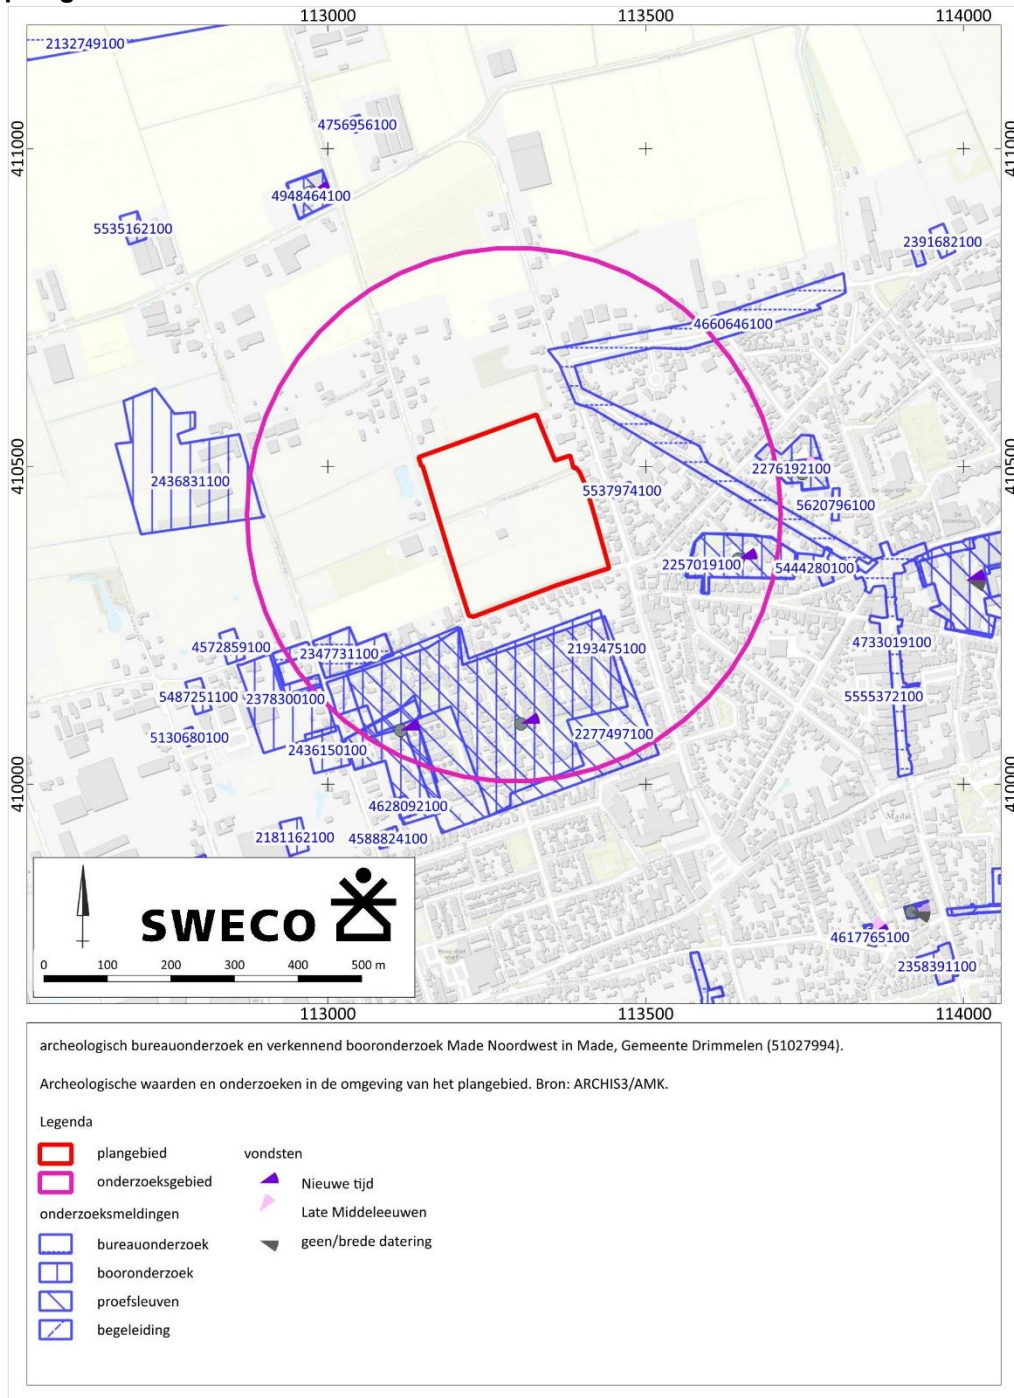 113000 113500 114000
2132749100
4756956100
411000 411000
4948464100
5535162100
2391682100
4660646100
410500 410500
2436831100
2276192100
5537974100
5620796100
2257019100
5444280100
4572859100
2347731100
2193475100
4733019100
5487251100
2378300100
5555372100
5130680100
2436150100
2277497100
410000 410000
4628092100
2181162100
4588824100
Made
SWECO
4617765100
2358391100
0 100 200 300 400 500 m
113000 113500 114000
archeologisch bureauonderzoek en verkennend booronderzoek Made Noordwest in Made, Gemeente Drimmelen (51027994).
Archeologische waarden en onderzoeken in de omgeving van het plangebied. Bron: ARCHIS3/AMK.
Legenda
plangebied
onderzoeksgebied
onderzoeksmeldingen
bureauonderzoek
booronderzoek
proefsleuven
begeleiding
vondsten
Nieuwe tijd
Late Middeleeuwen
geen/brede datering